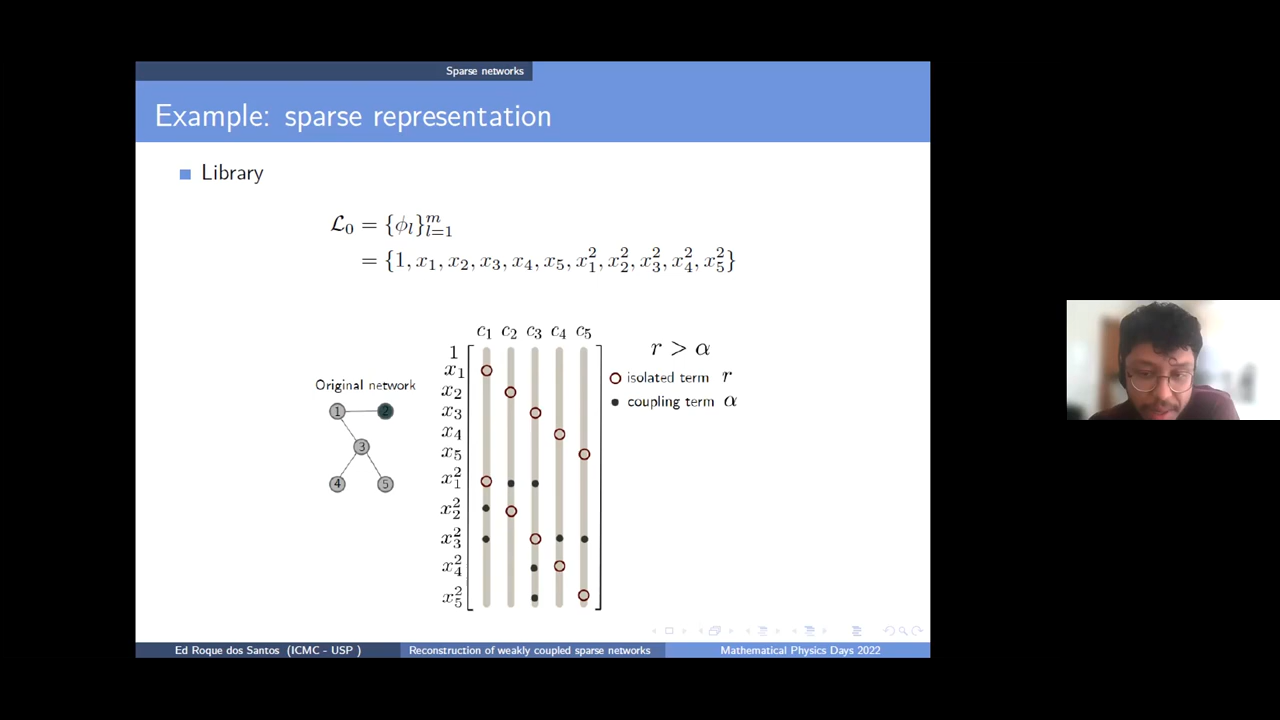 Sparse networks
Example: sparse representation
Library
ℒ₀ = {ϕ_l}_{l=1}^m
= {1, x₁, x₂, x₃, x₄, x₅, x₁², x₂², x₃², x₄², x₅²}
c₁ c₂ c₃ c₄ c₅
1
x₁
x₂
x₃
x₄
x₅
x₁²
x₂²
x₃²
x₄²
x₅²
r > α
isolated term r
coupling term α
Original network
1 2
3
4 5
Ed Roque dos Santos (ICMC - USP )
Reconstruction of weakly coupled sparse networks
Mathematical Physics Days 2022